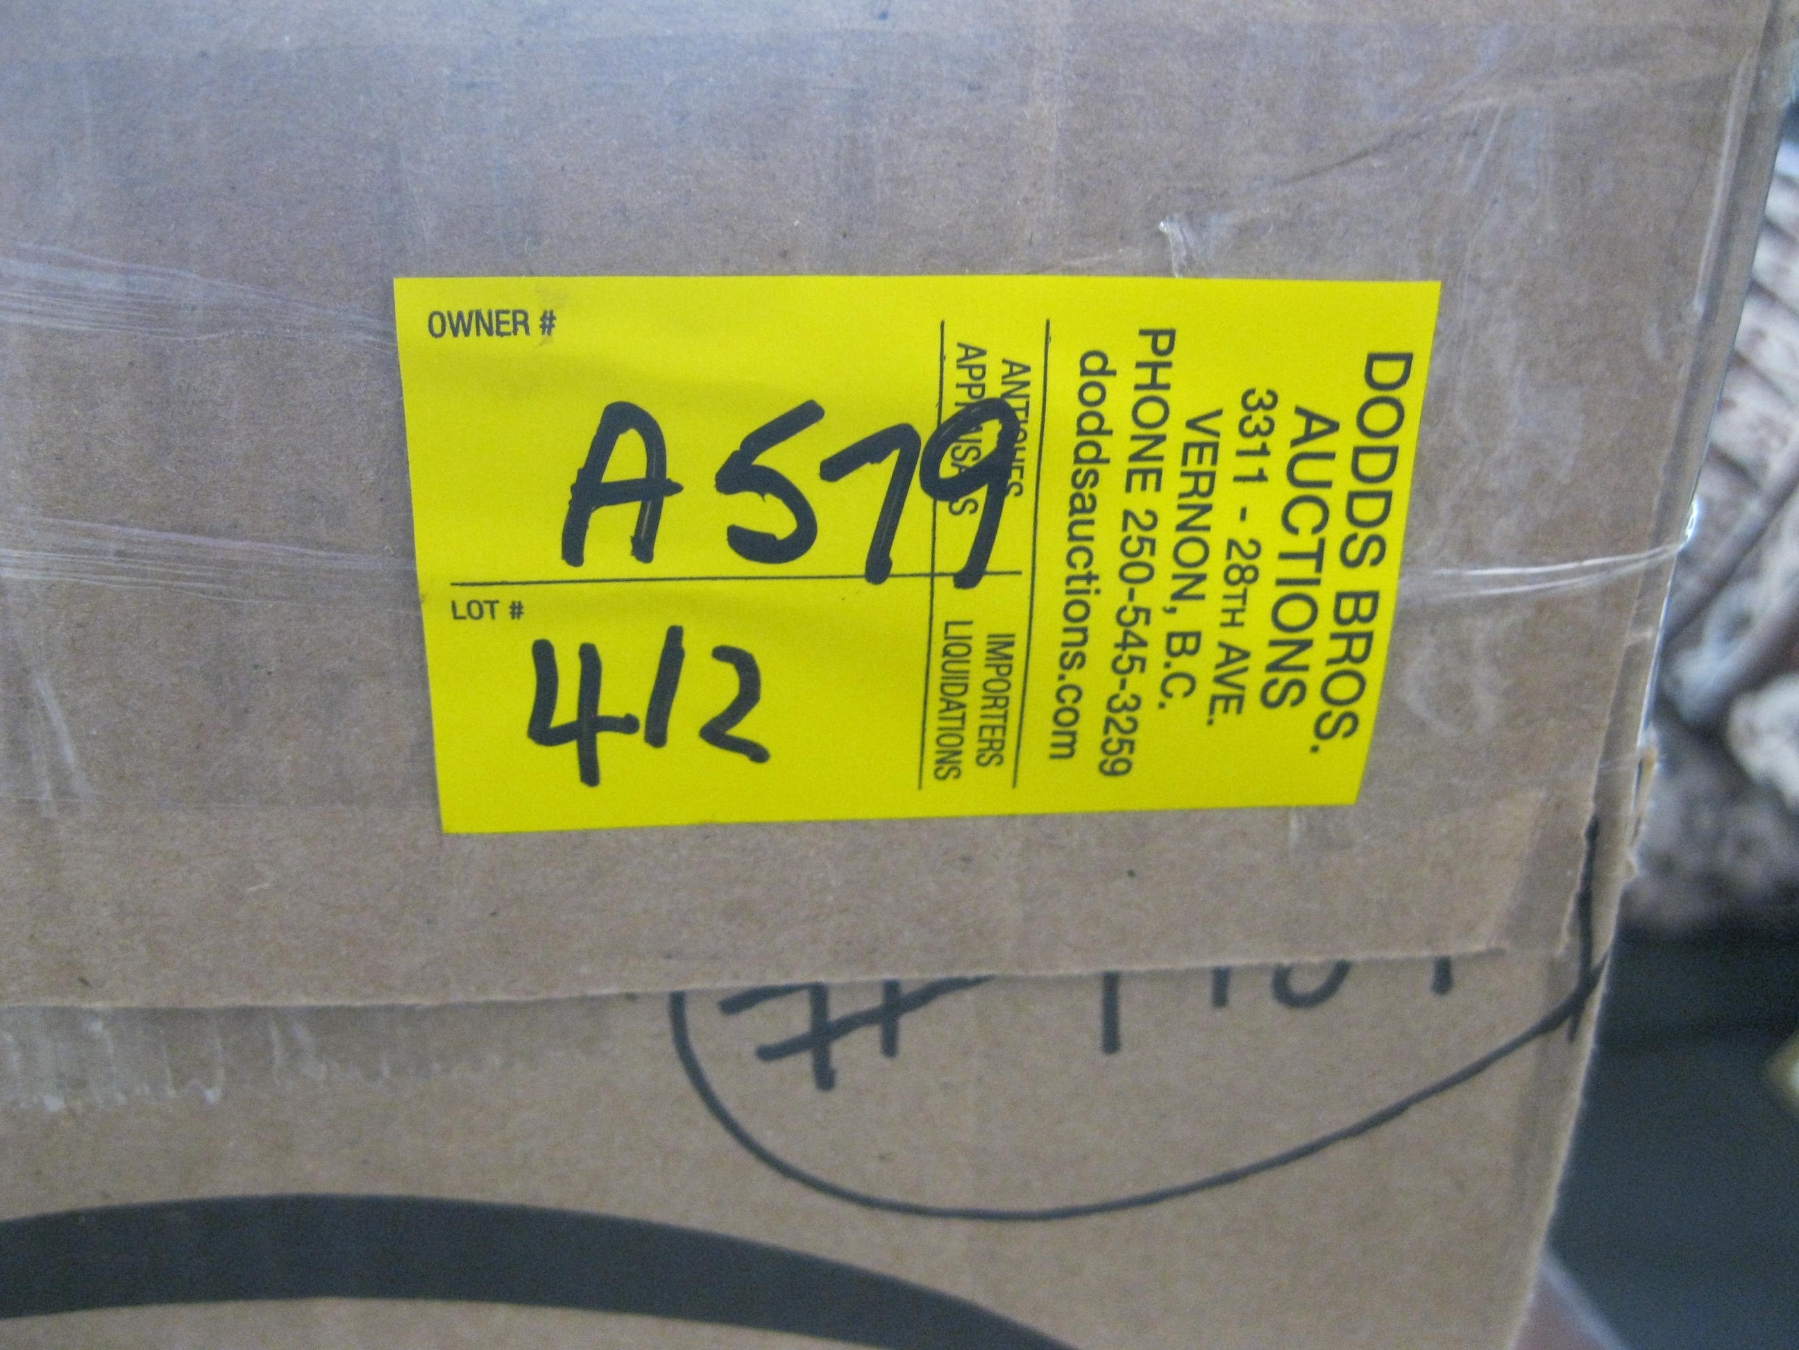 DODDS BROS.
AUCTIONS
3311 - 28TH AVE.
VERNON, B.C.
PHONE 250-545-3259
doddsauctions.com
ANTIQUES
APPRAISALS
IMPORTERS
LIQUIDATIONS
OWNER #
A579
LOT #
412
#